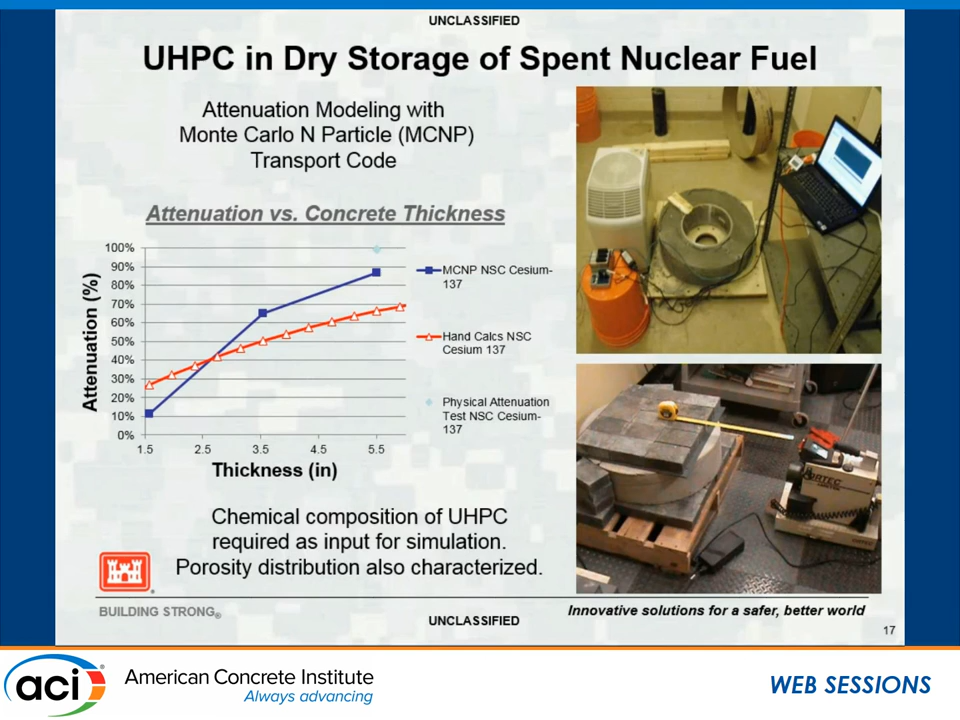 UNCLASSIFIED
UHPC in Dry Storage of Spent Nuclear Fuel
Attenuation Modeling with
Monte Carlo N Particle (MCNP)
Transport Code
Attenuation vs. Concrete Thickness
Attenuation (%)
100%
90%
80%
70%
60%
50%
40%
30%
20%
10%
0%
1.5 2.5 3.5 4.5 5.5
Thickness (in)
MCNP NSC Cesium-
137
Hand Calcs NSC
Cesium 137
Physical Attenuation
Test NSC Cesium-
137
ORTEC
Chemical composition of UHPC
required as input for simulation.
Porosity distribution also characterized.
BUILDING STRONG®
Innovative solutions for a safer, better world
UNCLASSIFIED
17
aci®
American Concrete Institute
Always advancing
WEB SESSIONS